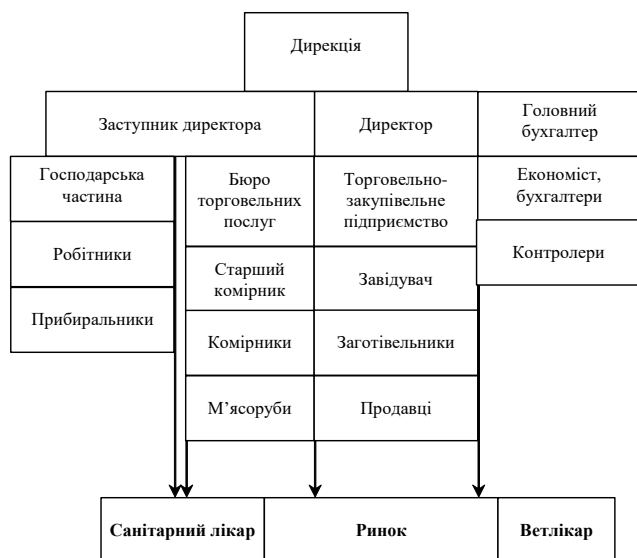 Дирекція
Заступник директора
Директор
Головний
бухгалтер
Господарська
частина
Бюро
торговельних
послуг
Торговельно-
закупівельне
підприємство
Економіст,
бухгалтери
Робітники
Старший
комірник
Завідувач
Контролери
Прибиральники
Комірники
Заготівельники
М’ясоруби
Продавці
Санітарний лікар
Ринок
Ветлікар